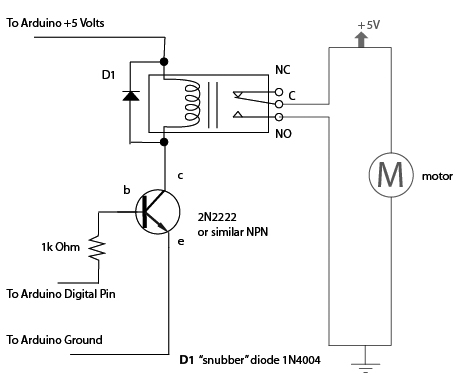 To Arduino +5 Volts
+5V
D1
NC
C
NO
c
b
M
motor
2N2222
or similar NPN
e
1k Ohm
To Arduino Digital Pin
To Arduino Ground
D1 “snubber” diode 1N4004